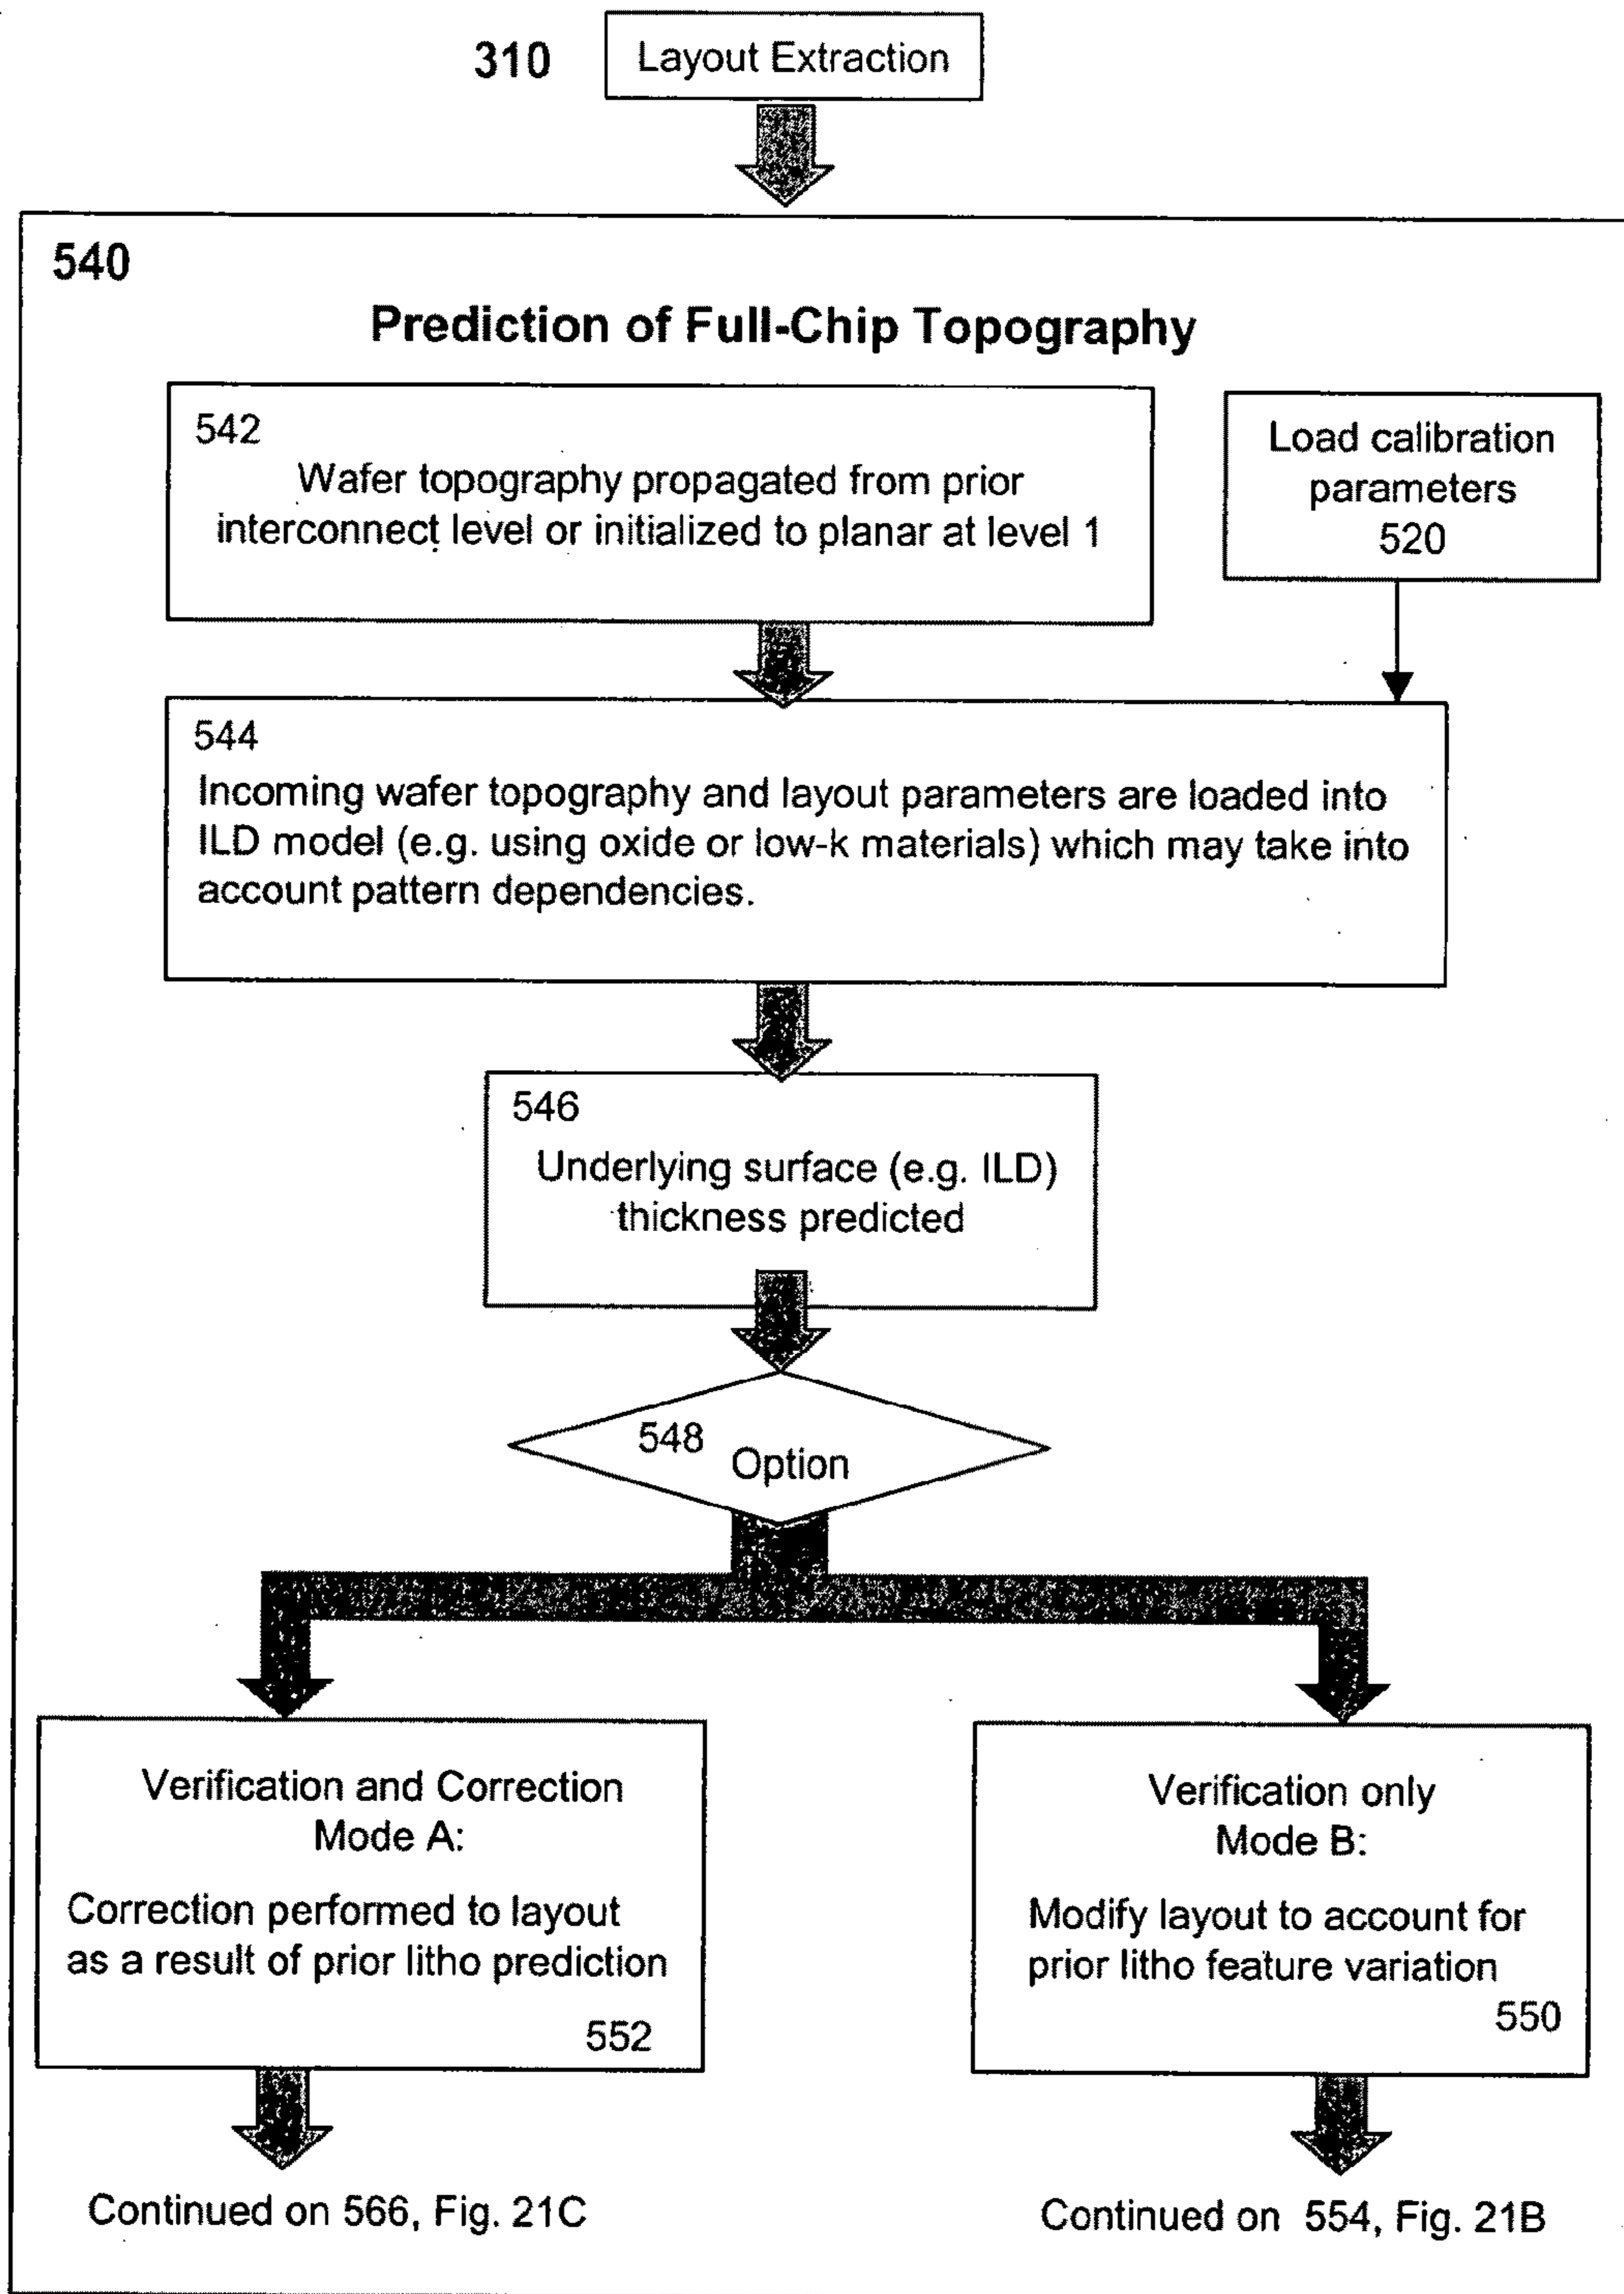 310
Layout Extraction
540
Prediction of Full-Chip Topography
542
Wafer topography propagated from prior
interconnect level or initialized to planar at level 1
Load calibration
parameters
520
544
Incoming wafer topography and layout parameters are loaded into
ILD model (e.g. using oxide or low-k materials) which may take into
account pattern dependencies.
546
Underlying surface (e.g. ILD)
thickness predicted
548
Option
Verification and Correction
Mode A:
Correction performed to layout
as a result of prior litho prediction
552
Verification only
Mode B:
Modify layout to account for
prior litho feature variation
550
Continued on 566, Fig. 21C
Continued on 554, Fig. 21B